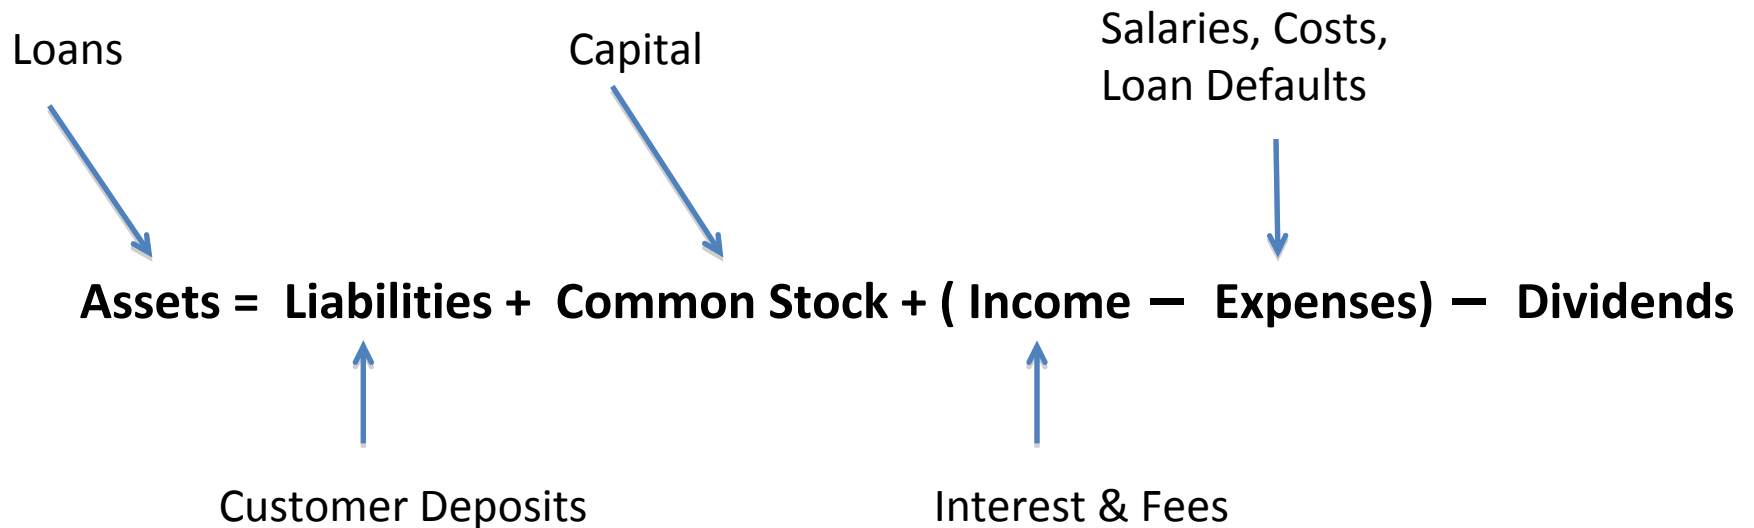 Loans
Capital
Salaries, Costs,
Loan Defaults
Assets = Liabilities + Common Stock + ( Income — Expenses) — Dividends
Customer Deposits
Interest & Fees